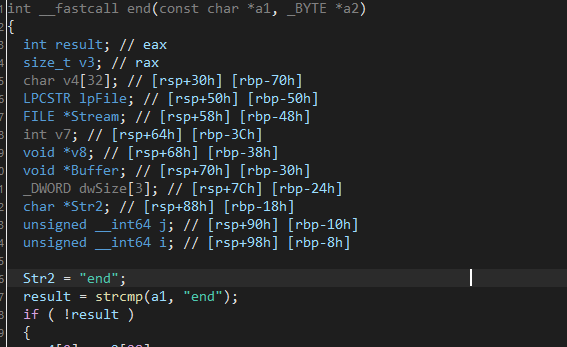 int __fastcall end(const char *a1, _BYTE *a2)
{
int result; // eax
size_t v3; // rax
char v4[32]; // [rsp+30h] [rbp-70h]
LPCSTR lpFile; // [rsp+50h] [rbp-50h]
FILE *Stream; // [rsp+58h] [rbp-48h]
int v7; // [rsp+64h] [rbp-3Ch]
void *v8; // [rsp+68h] [rbp-38h]
void *Buffer; // [rsp+70h] [rbp-30h]
_DWORD dwSize[3]; // [rsp+7Ch] [rbp-24h]
char *Str2; // [rsp+88h] [rbp-18h]
unsigned __int64 j; // [rsp+90h] [rbp-10h]
unsigned __int64 i; // [rsp+98h] [rbp-8h]
Str2 = "end";
result = strcmp(a1, "end");
if ( !result )
{